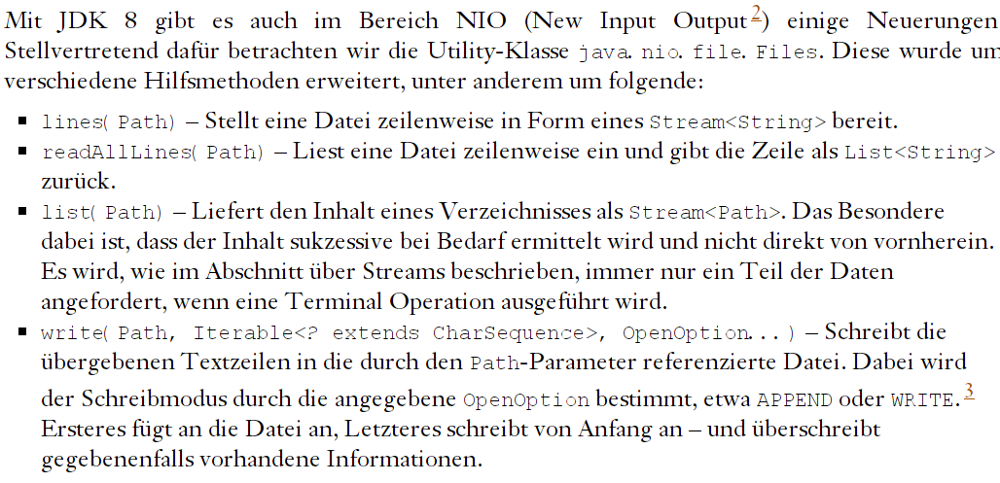 Mit JDK 8 gibt es auch im Bereich NIO (New Input Output2) einige Neuerungen
Stellvertretend dafür betrachten wir die Utility-Klasse java. nio. file. Files. Diese wurde um
verschiedene Hilfsmethoden erweitert, unter anderem um folgende:
▪ lines( Path) – Stellt eine Datei zeilenweise in Form eines Stream<String> bereit.
▪ readAllLines( Path) – Liest eine Datei zeilenweise ein und gibt die Zeile als List<String>
zurück.
▪ list( Path) – Liefert den Inhalt eines Verzeichnisses als Stream<Path>. Das Besondere
dabei ist, dass der Inhalt sukzessive bei Bedarf ermittelt wird und nicht direkt von vornherein.
Es wird, wie im Abschnitt über Streams beschrieben, immer nur ein Teil der Daten
angefordert, wenn eine Terminal Operation ausgeführt wird.
▪ write( Path, Iterable<? extends CharSequence>, OpenOption... ) – Schreibt die
übergebenen Textzeilen in die durch den Path-Parameter referenzierte Datei. Dabei wird
der Schreibmodus durch die angegebene OpenOption bestimmt, etwa APPEND oder WRITE.3
Ersteres fügt an die Datei an, Letzteres schreibt von Anfang an – und überschreibt
gegebenenfalls vorhandene Informationen.